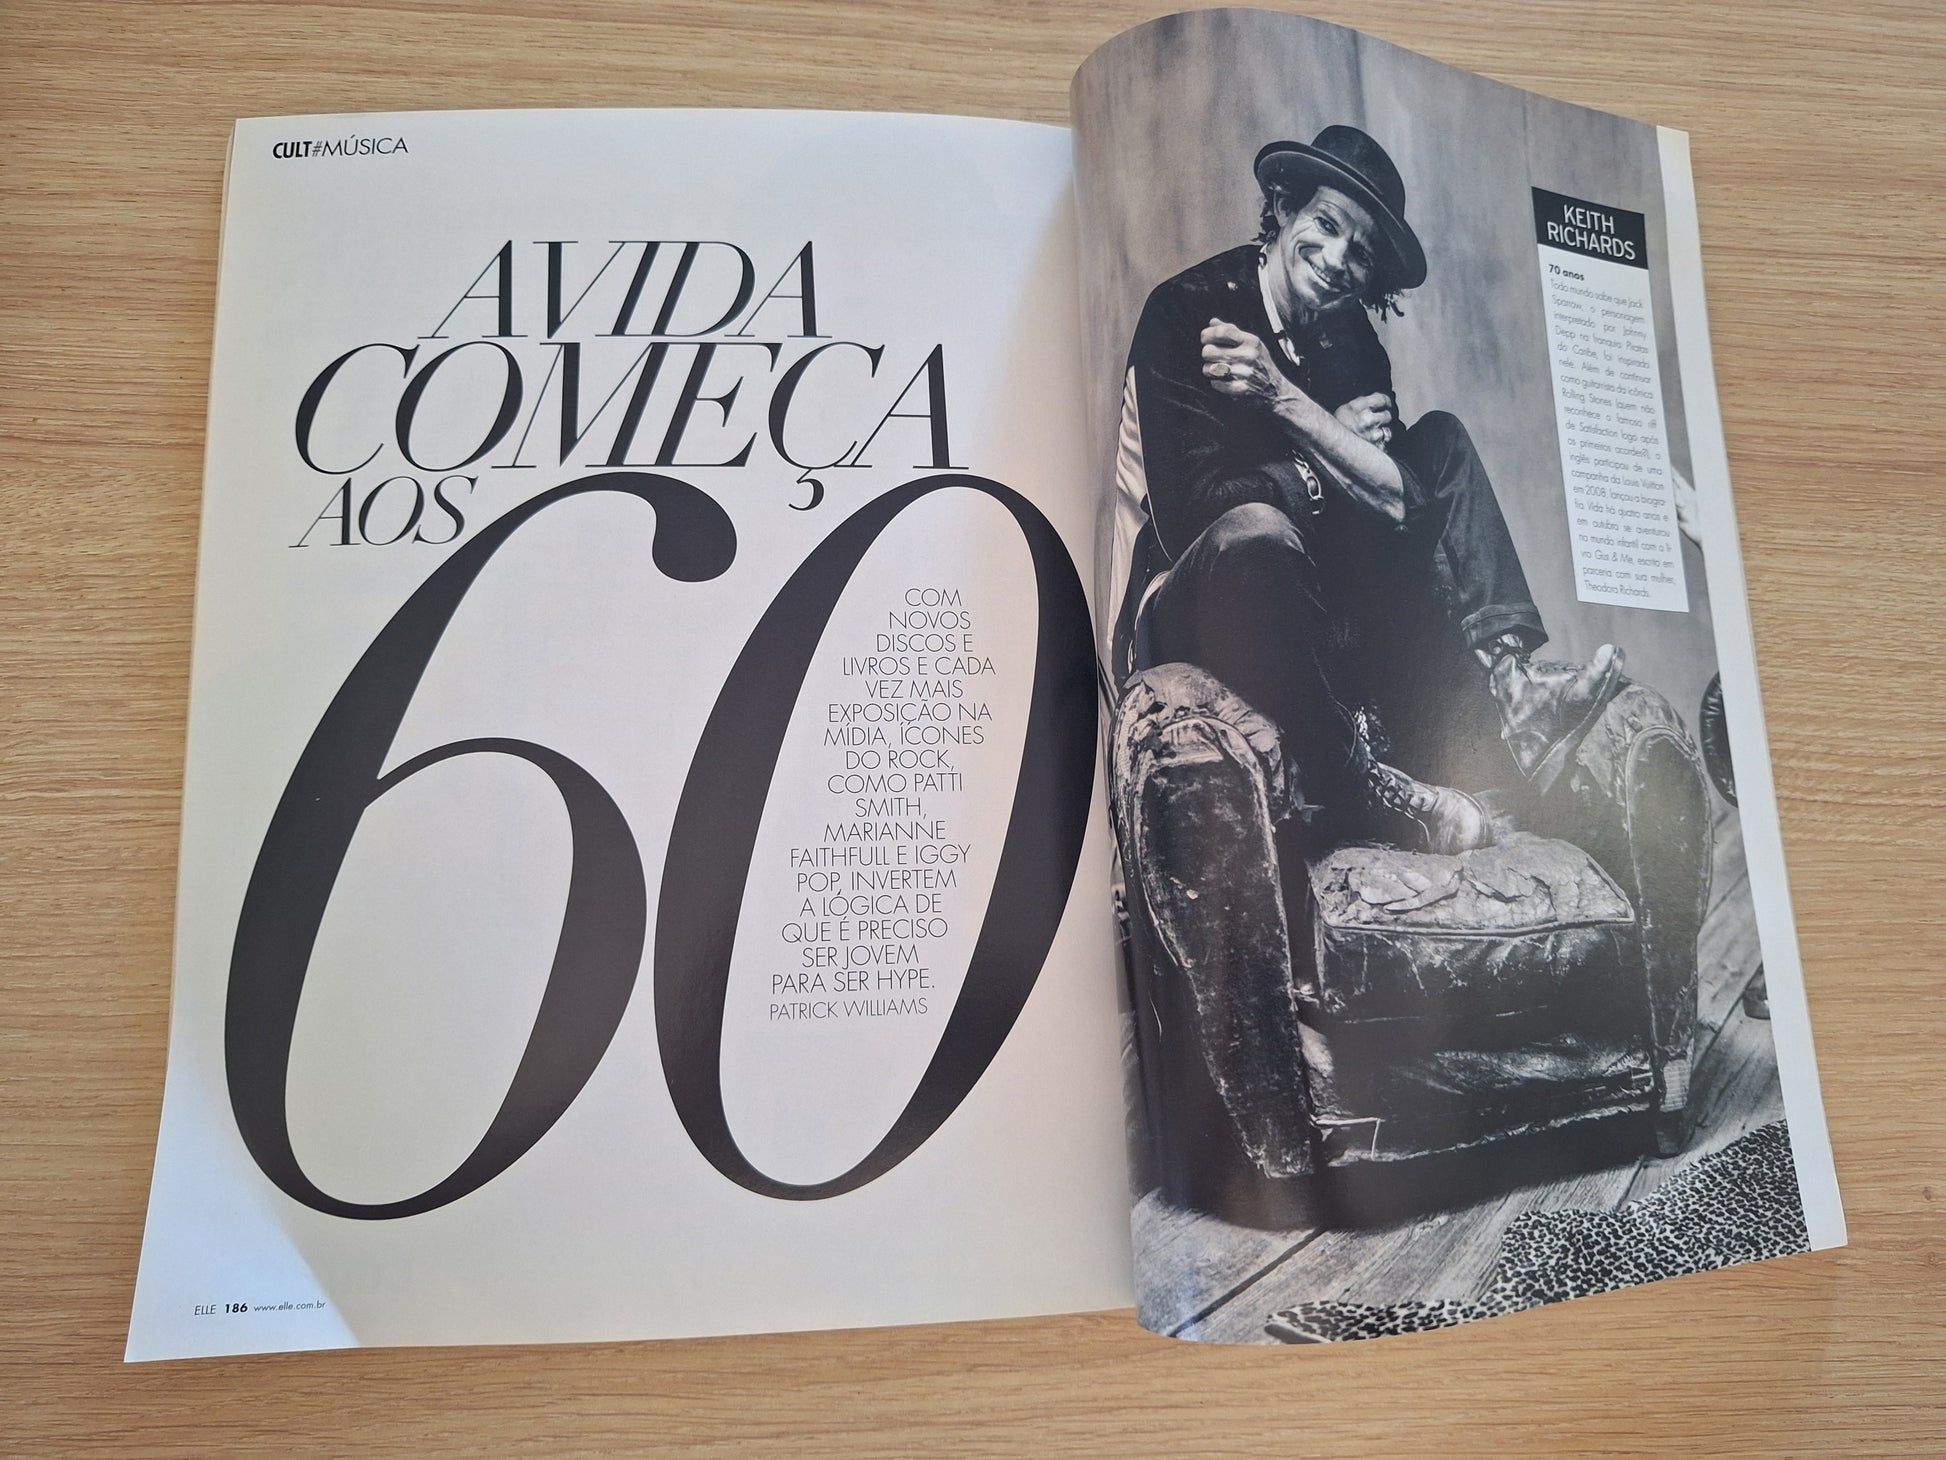 CULT#MÚSICA
A VIDA
COMEÇA
AOS
60
COM
NOVOS
DISCOS E
LIVROS E CADA
VEZ MAIS
EXPOSIÇÃO NA
MÍDIA, ÍCONES
DO ROCK,
COMO PATTI
SMITH,
MARIANNE
FAITHFULL E IGGY
POP, INVERTEM
A LÓGICA DE
QUE É PRECISO
SER JOVEM
PARA SER HYPE.
PATRICK WILLIAMS
ELLE 186 www.elle.com.br
KEITH
RICHARDS
70 anos
Todo mundo sabe que Jack
Sparrow, o personagem
interpretado por Johnny
Depp na franquia Piratas
do Caribe, foi inspirado
nele. Além de continuar
como guitarrista da icônica
Rolling Stones (quem não
reconhece o famoso riff
de Satisfaction logo após
os primeiros acordes?), o
inglês participou de uma
campanha da Louis Vuitton
em 2008, lançou a biogra-
fia Vida há quatro anos e
em outubro se aventurou
no mundo infantil com o li-
vro Gus & Me, escrito em
parceria com sua mulher,
Theodora Richards.